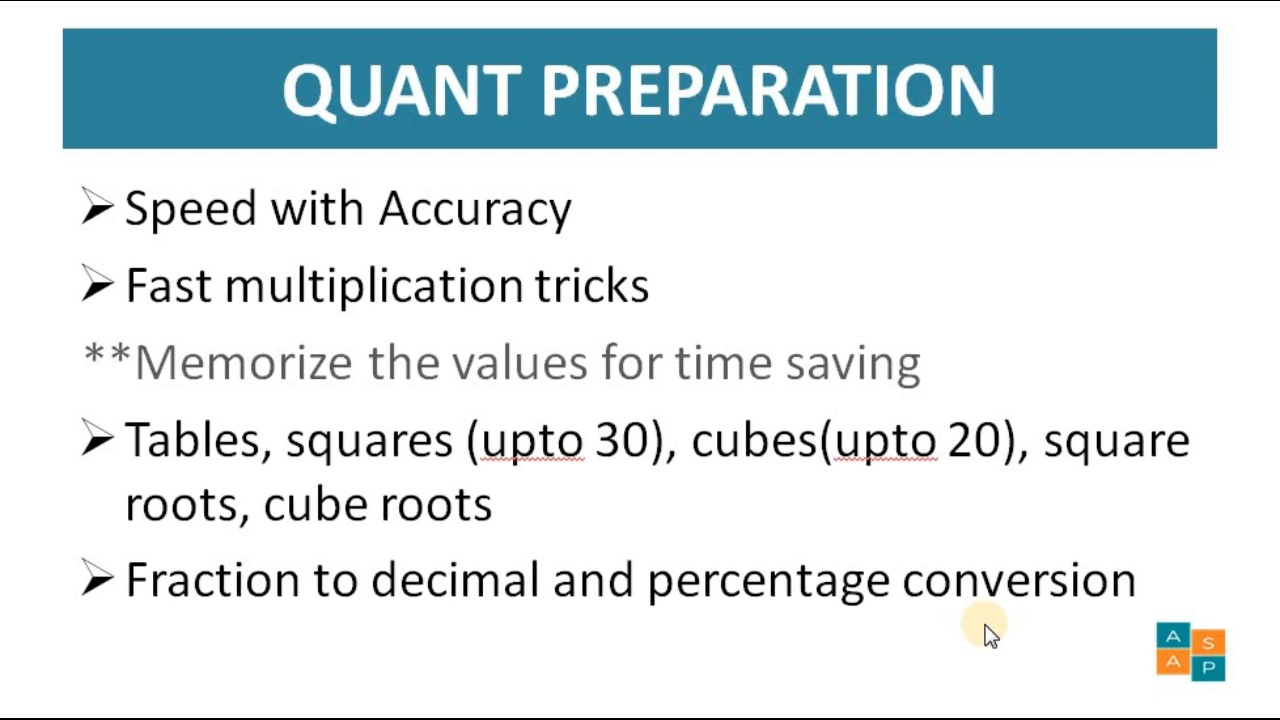 QUANT PREPARATION
➢ Speed with Accuracy
➢ Fast multiplication tricks
**Memorize the values for time saving
➢ Tables, squares (upto 30), cubes(upto 20), square
roots, cube roots
➢ Fraction to decimal and percentage conversion
A S
A P